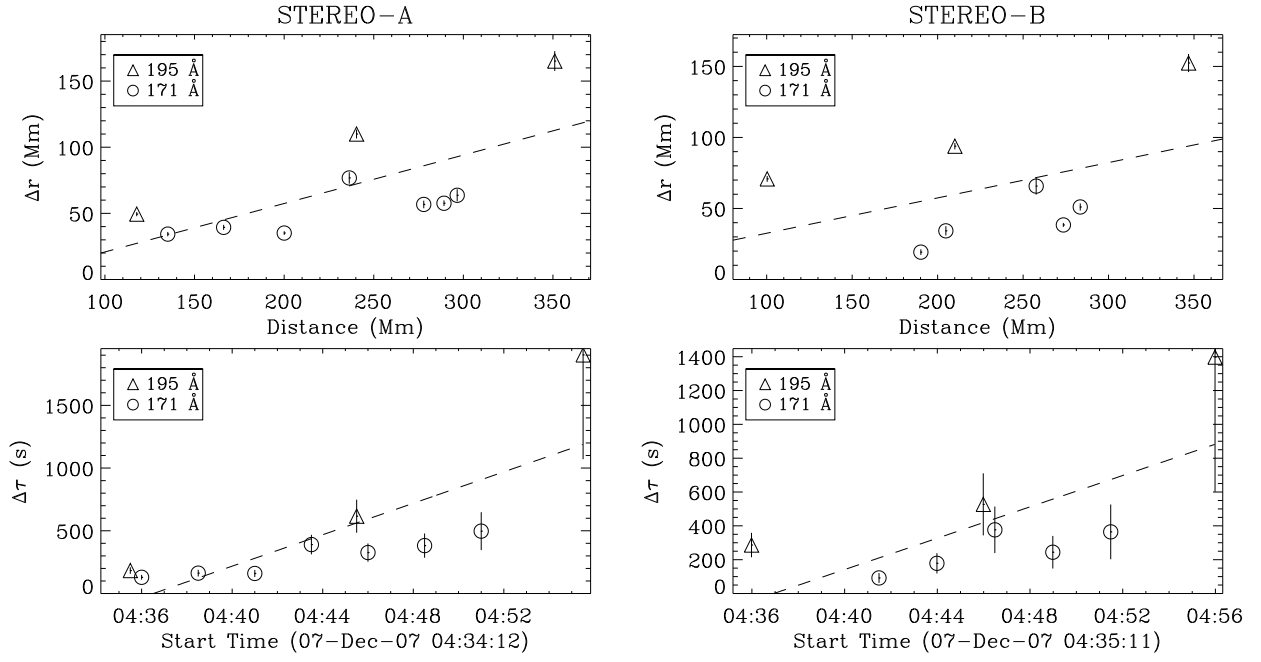 STEREO−A
STEREO−B
195 Å
171 Å
195 Å
171 Å
Δr (Mm)
150
100
50
0
100 150 200 250 300 350
Distance (Mm)
Δr (Mm)
150
100
50
0
100 150 200 250 300 350
Distance (Mm)
195 Å
171 Å
195 Å
171 Å
Δτ (s)
1500
1000
500
0
04:36 04:40 04:44 04:48 04:52
Start Time (07−Dec−07 04:34:12)
Δτ (s)
1400
1200
1000
800
600
400
200
0
04:36 04:40 04:44 04:48 04:52 04:56
Start Time (07−Dec−07 04:35:11)